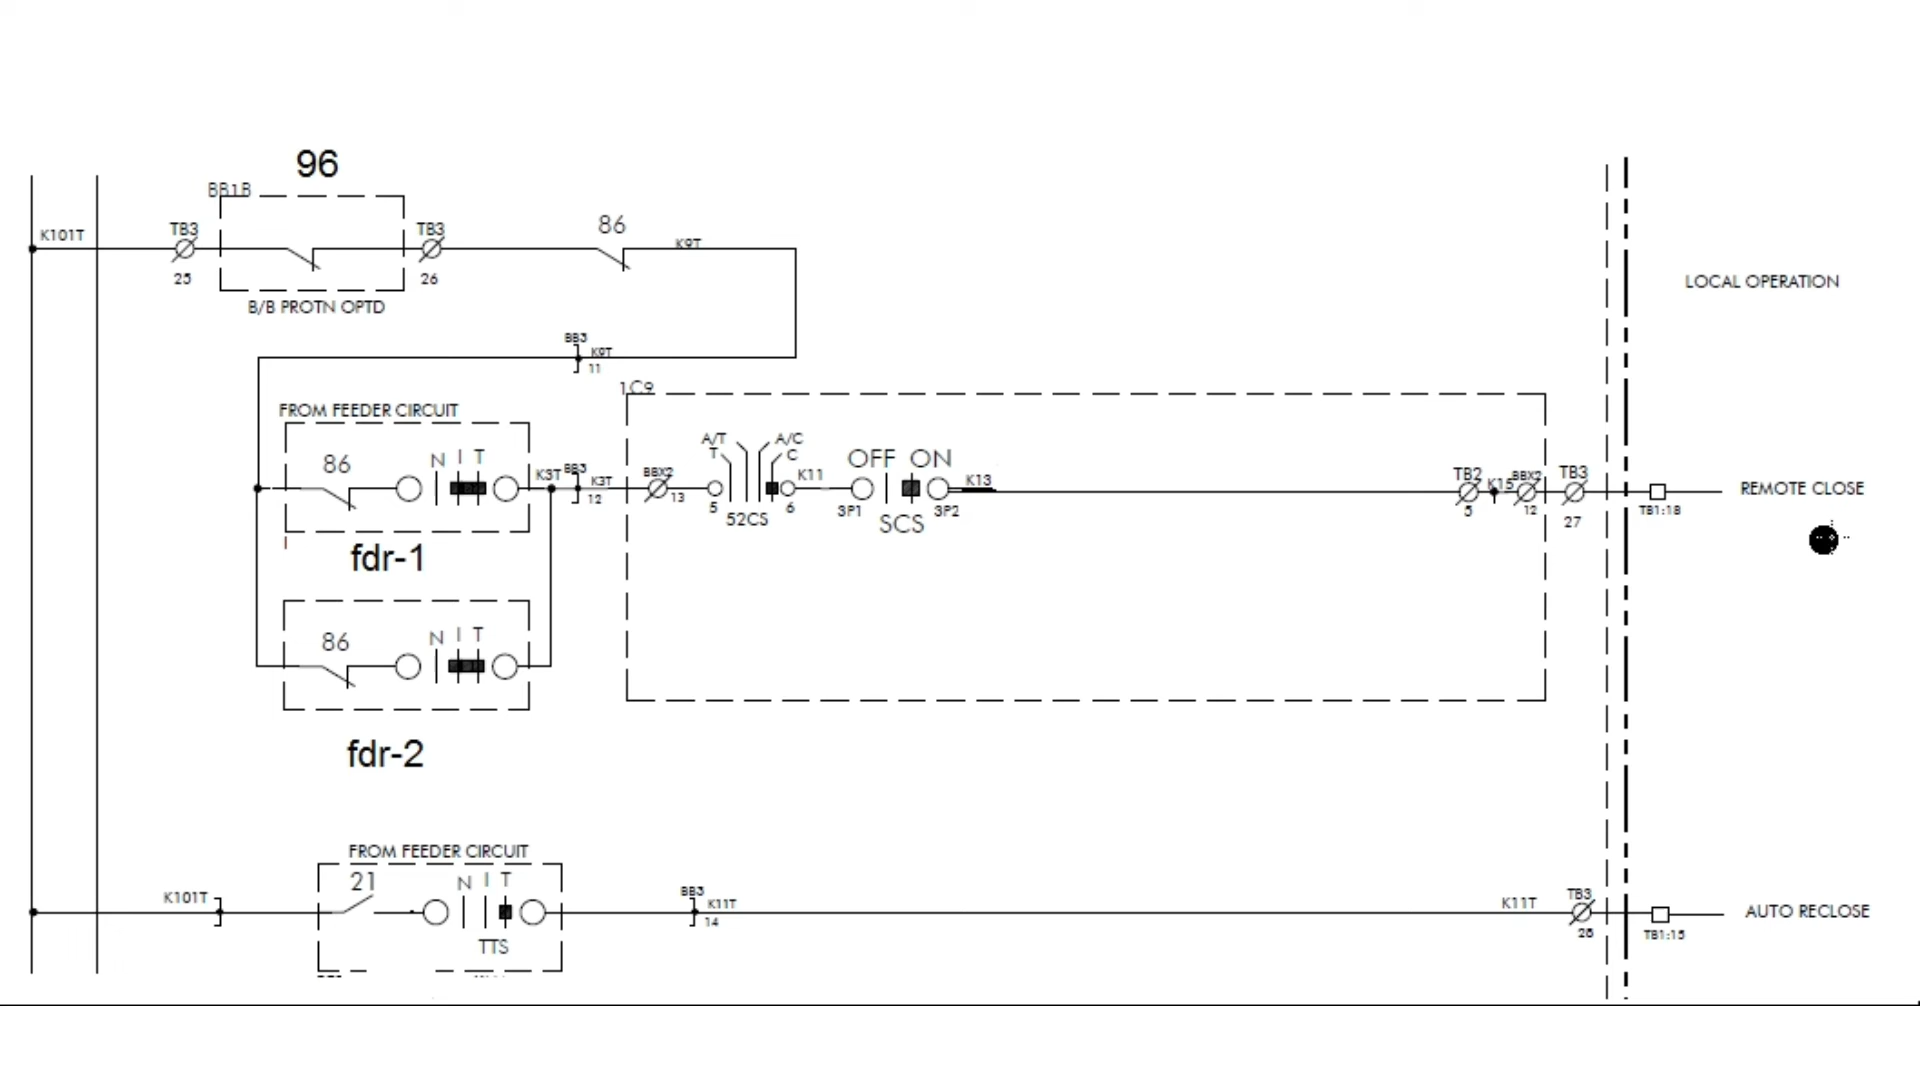 96
BB1B
K101T
TB3
25
TB3
26
B/B PROTN OPTD
86
K9T
LOCAL OPERATION
BB3
K9T
11
1C9
FROM FEEDER CIRCUIT
86
N I T
K3T
BB3
K3T
12
BBX2
13
A/T
T
A/C
C
5
52CS
6
K11
OFF ON
3P1
SCS
3P2
K13
TB2
5
K15
BBX2
12
TB3
27
TB1:18
REMOTE CLOSE
fdr-1
86
N I T
fdr-2
FROM FEEDER CIRCUIT
K101T
21
N I T
TTS
BB3
K11T
14
K11T
TB3
28
TB1:15
AUTO RECLOSE